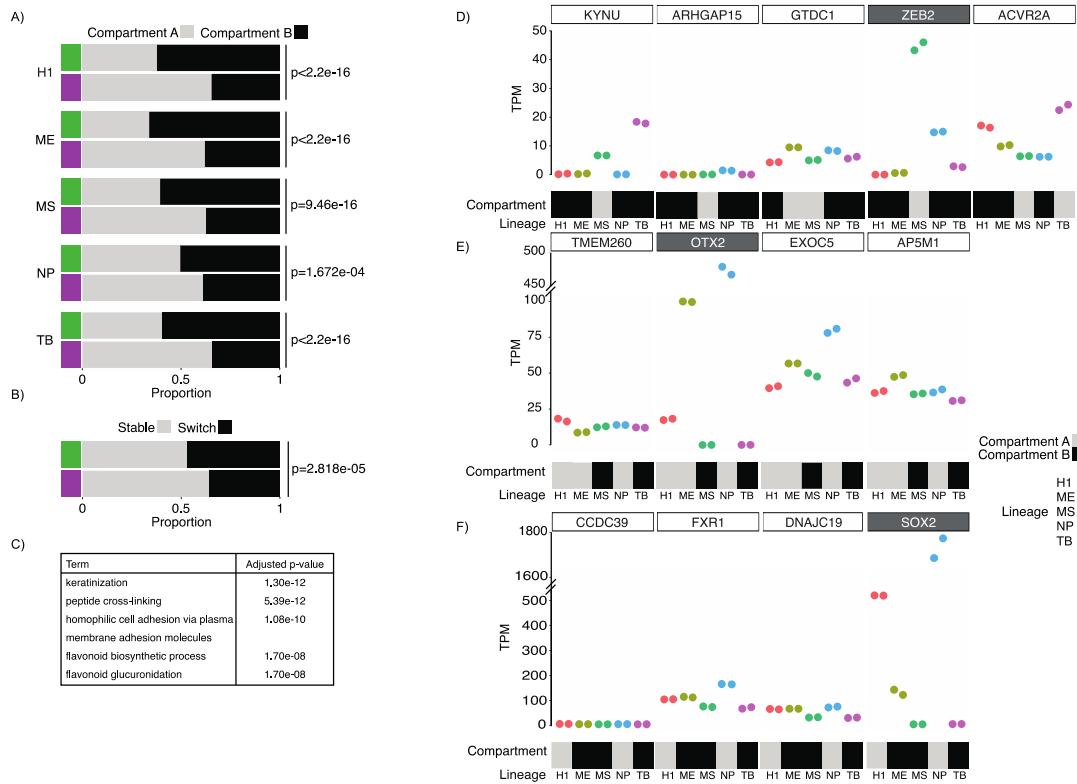 A)
Compartment A Compartment B
H1
p<2.2e-16
ME
p<2.2e-16
MS
p=9.46e-16
NP
p=1.672e-04
TB
p<2.2e-16
0 0.5 1
Proportion
B)
Stable Switch
p=2.818e-05
0 0.5 1
Proportion
C)
Term Adjusted p-value
keratinization 1.30e-12
peptide cross-linking 5.39e-12
homophilic cell adhesion via plasma 1.08e-10
membrane adhesion molecules
flavonoid biosynthetic process 1.70e-08
flavonoid glucuronidation 1.70e-08
D)
KYNU ARHGAP15 GTDC1 ZEB2 ACVR2A
50
40
30
20
10
0
TPM
Compartment
Lineage H1 ME MS NP TB H1 ME MS NP TB H1 ME MS NP TB H1 ME MS NP TB H1 ME MS NP TB
E)
TMEM260 OTX2 EXOC5 AP5M1
500
450
100
75
50
25
0
TPM
Compartment
Lineage H1 ME MS NP TB H1 ME MS NP TB H1 ME MS NP TB H1 ME MS NP TB
F)
CCDC39 FXR1 DNAJC19 SOX2
1800
1600
500
400
300
200
100
0
TPM
Compartment
Lineage H1 ME MS NP TB H1 ME MS NP TB H1 ME MS NP TB H1 ME MS NP TB
Compartment A
Compartment B
H1
ME
Lineage MS
NP
TB